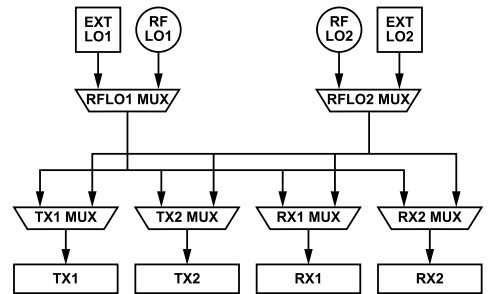 EXT
LO1
RF
LO1
RF
LO2
EXT
LO2
RFLO1 MUX
RFLO2 MUX
TX1 MUX
TX2 MUX
RX1 MUX
RX2 MUX
TX1
TX2
RX1
RX2